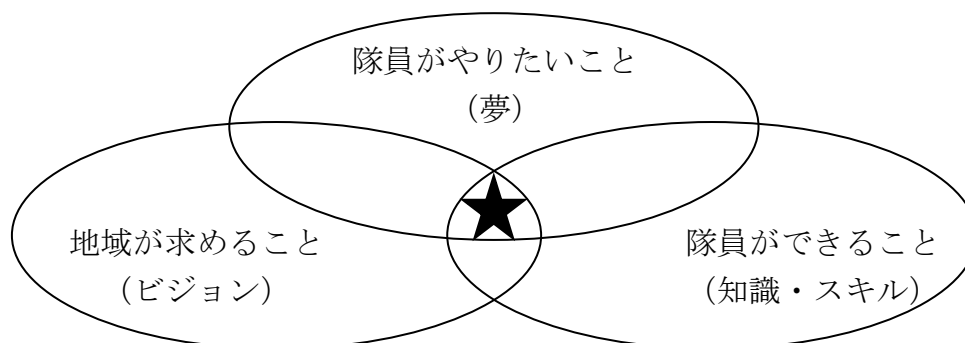 隊員がやりたいこと
（夢）
地域が求めること
（ビジョン）
隊員ができること
（知識・スキル）